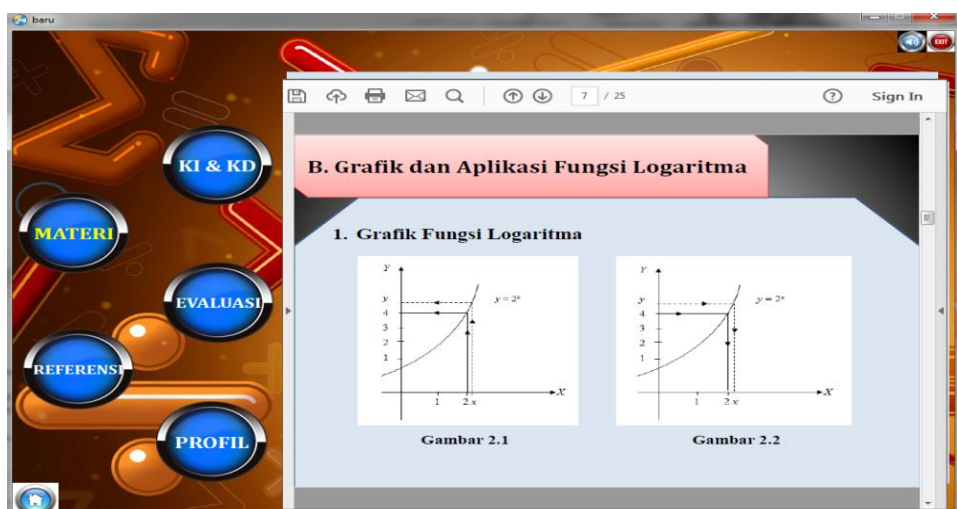 baru
EXIT
7 / 25
Sign In
KI & KD
MATERI
EVALUASI
REFERENSI
PROFIL
B. Grafik dan Aplikasi Fungsi Logaritma
1. Grafik Fungsi Logaritma
Y
y
4
3
2
1
y = 2ˣ
1
2 x
X
Gambar 2.1
Y
y
4
3
2
1
y = 2ˣ
1
2 x
X
Gambar 2.2